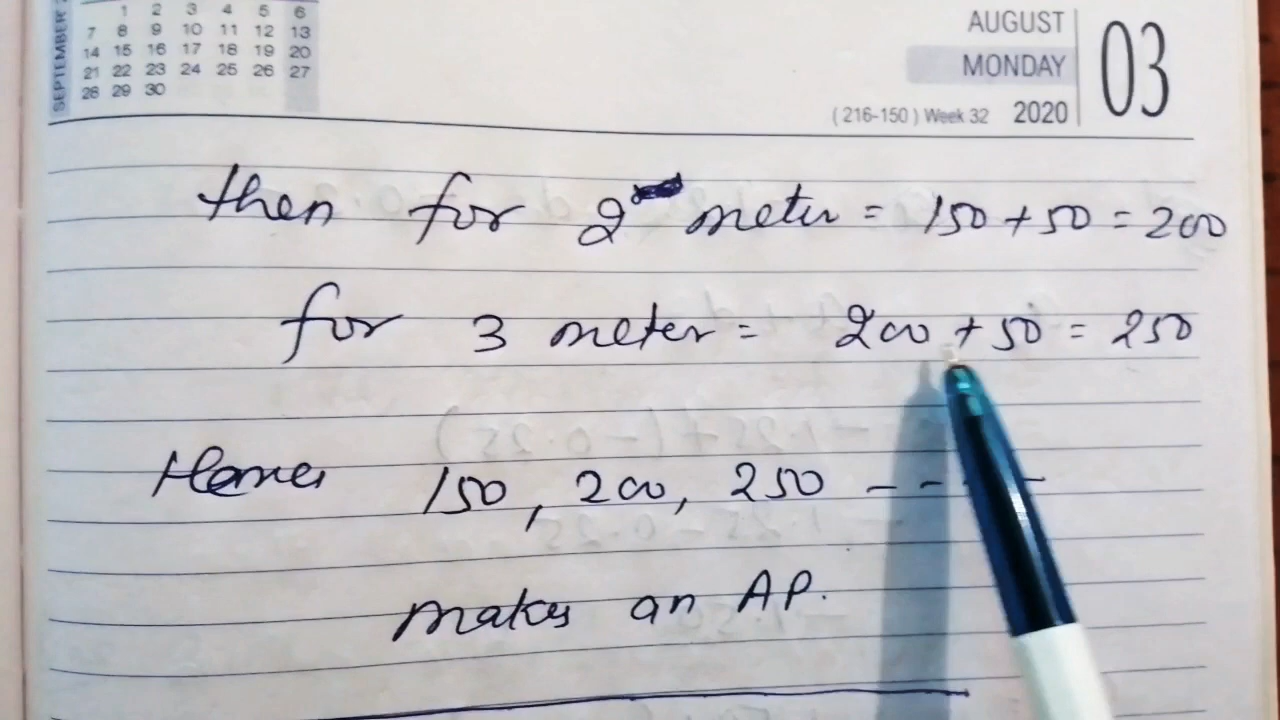 SEPTEMBER
1 2 3 4 5 6
7 8 9 10 11 12 13
14 15 16 17 18 19 20
21 22 23 24 25 26 27
28 29 30
AUGUST
MONDAY
(216-150) Week 32 2020
03
then for 2 meter = 150 + 50 = 200
for 3 meter = 200 + 50 = 250
Hence 150, 200, 250 - - - -
makes an AP.